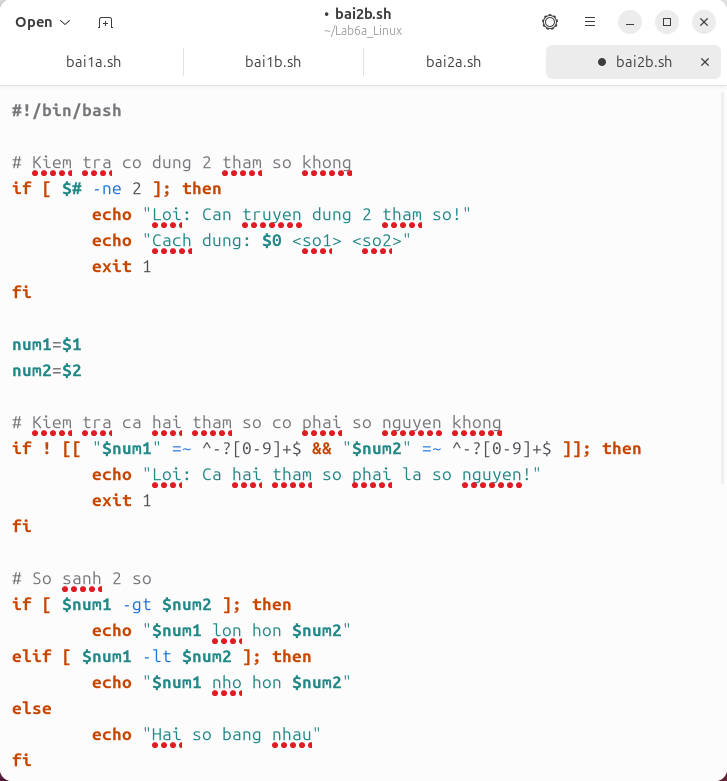 Open
• bai2b.sh
~/Lab6a_Linux
bai1a.sh
bai1b.sh
bai2a.sh
• bai2b.sh
#!/bin/bash

# Kiem tra co dung 2 tham so khong
if [ $# -ne 2 ]; then
        echo "Loi: Can truyen dung 2 tham so!"
        echo "Cach dung: $0 <so1> <so2>"
        exit 1
fi

num1=$1
num2=$2

# Kiem tra ca hai tham so co phai so nguyen khong
if ! [[ "$num1" =~ ^-?[0-9]+$ && "$num2" =~ ^-?[0-9]+$ ]]; then
        echo "Loi: Ca hai tham so phai la so nguyen!"
        exit 1
fi

# So sanh 2 so
if [ $num1 -gt $num2 ]; then
        echo "$num1 lon hon $num2"
elif [ $num1 -lt $num2 ]; then
        echo "$num1 nho hon $num2"
else
        echo "Hai so bang nhau"
fi